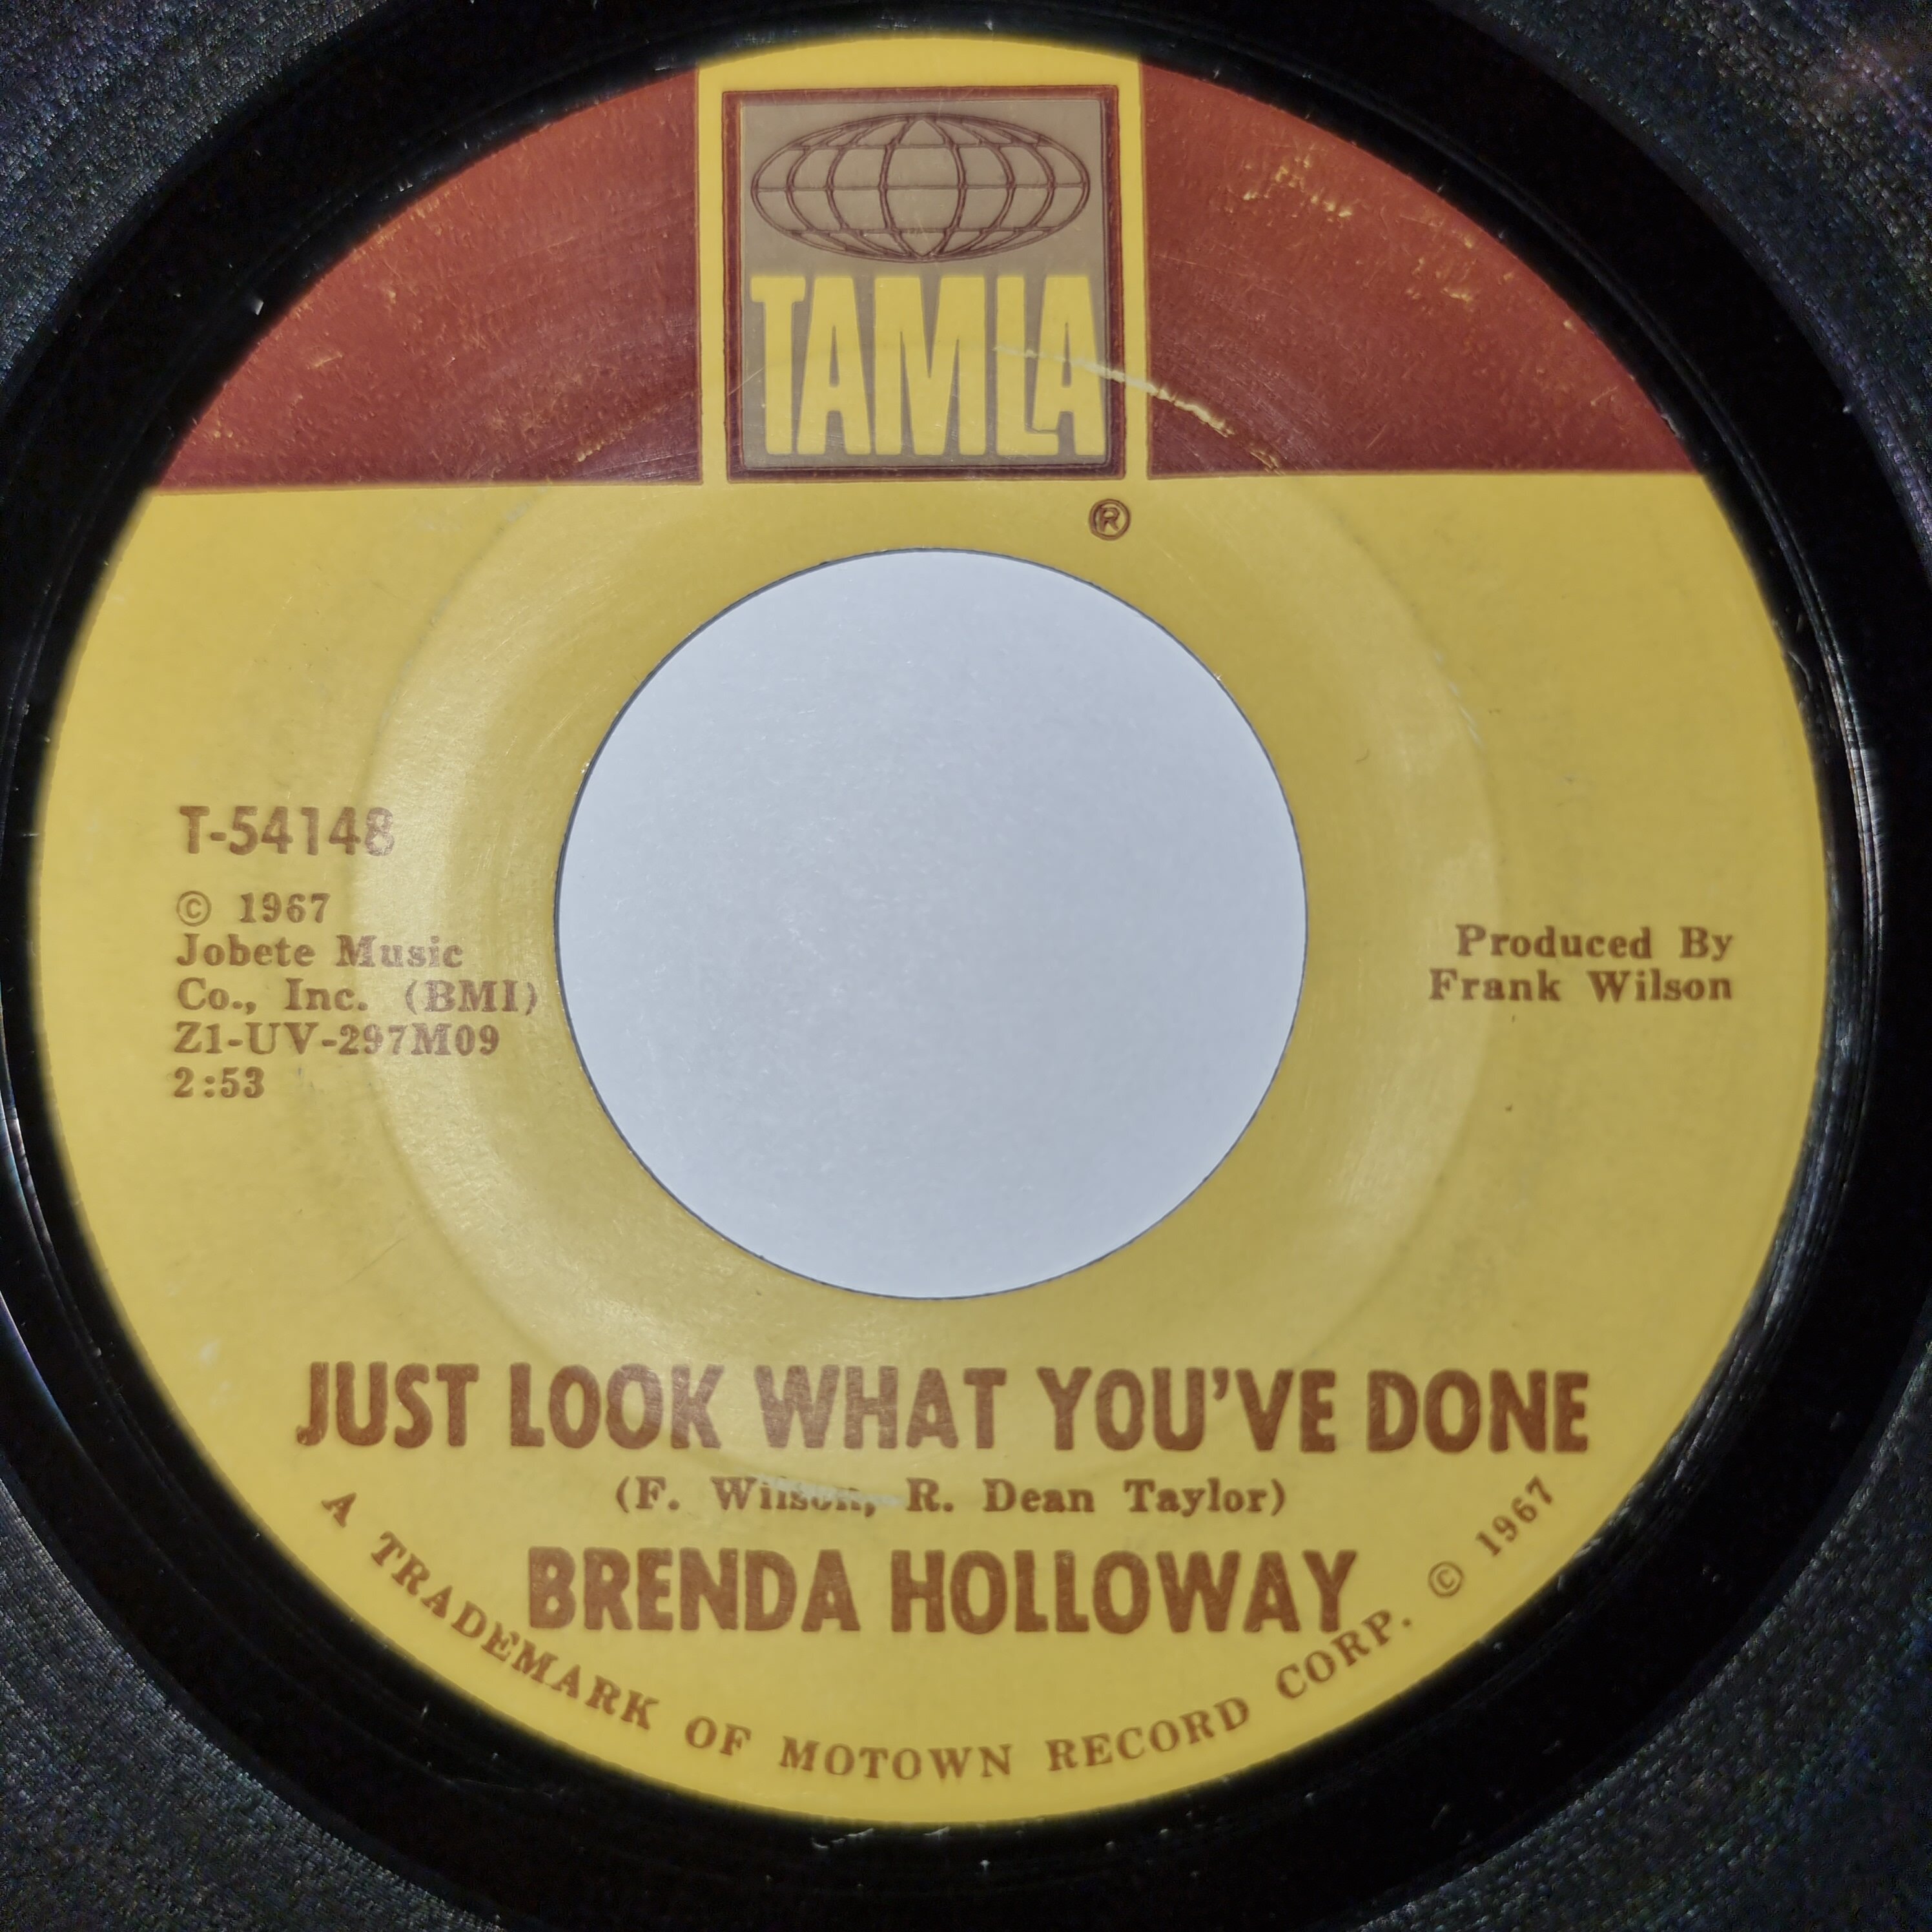 TAMLA
®
T-54148
© 1967
Jobete Music
Co., Inc. (BMI)
Z1-UV-297M09
2:53
Produced By
Frank Wilson
JUST LOOK WHAT YOU'VE DONE
(F. Wilson, R. Dean Taylor)
BRENDA HOLLOWAY
A TRADEMARK OF MOTOWN RECORD CORP. © 1967